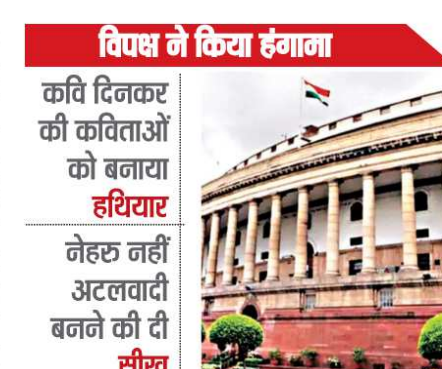 विपक्ष ने किया हंगामा
कवि दिनकर
की कविताओं
को बनाया
हथियार
नेहरु नहीं
अटलवादी
बनने की दी
सीख